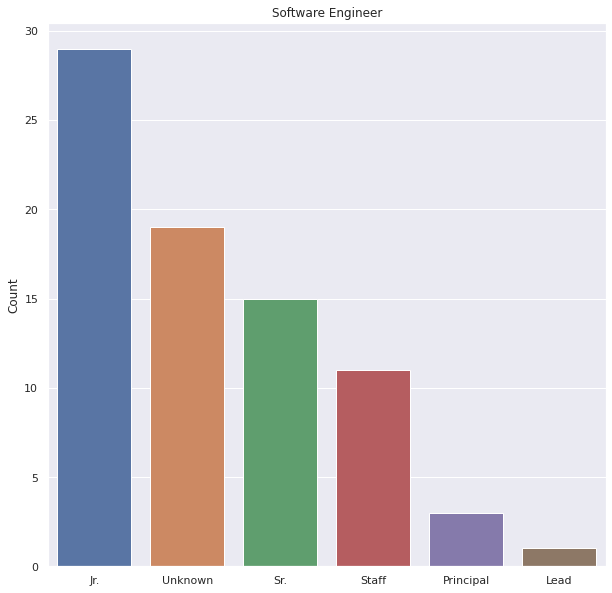 Software Engineer
30
25
20
15
10
5
0
Count
Jr.
Unknown
Sr.
Staff
Principal
Lead